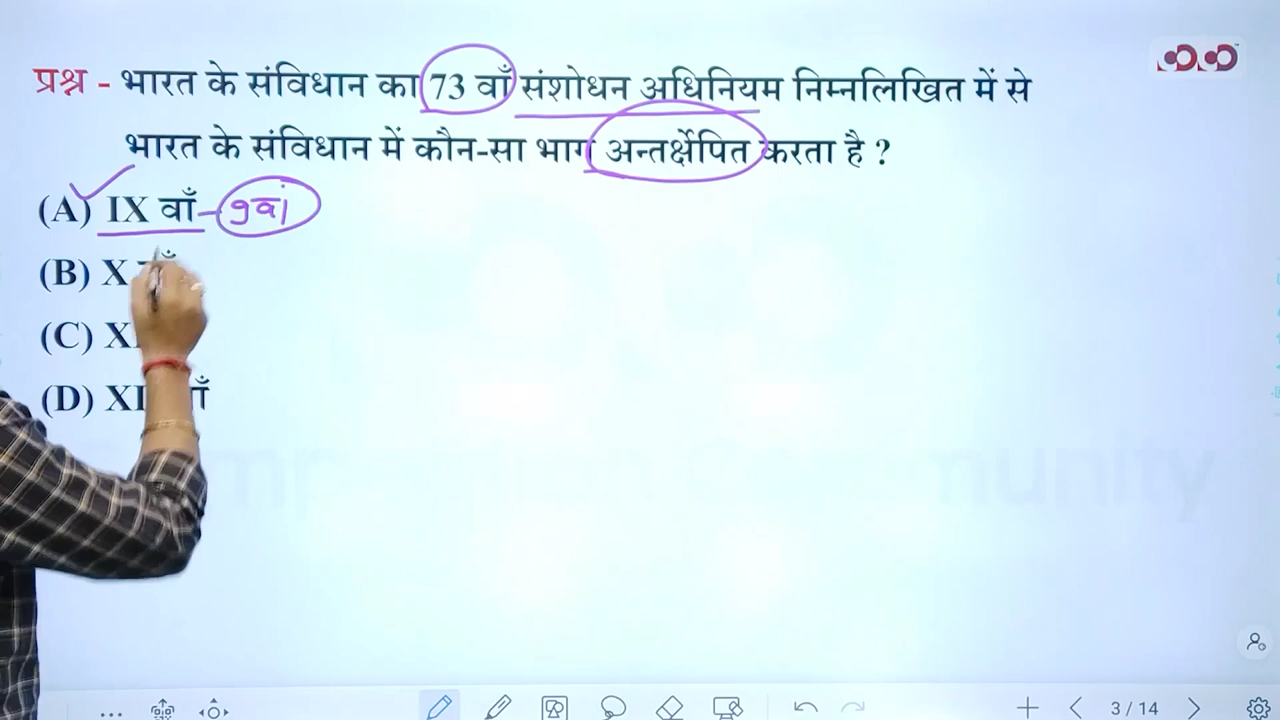 प्रश्न - भारत के संविधान का 73 वाँ संशोधन अधिनियम निम्नलिखित में से
भारत के संविधान में कौन-सा भाग अन्तर्क्षेपित करता है ?
(A) IX वाँ - 9वां
(B) X
(C)
(D)
3 / 14